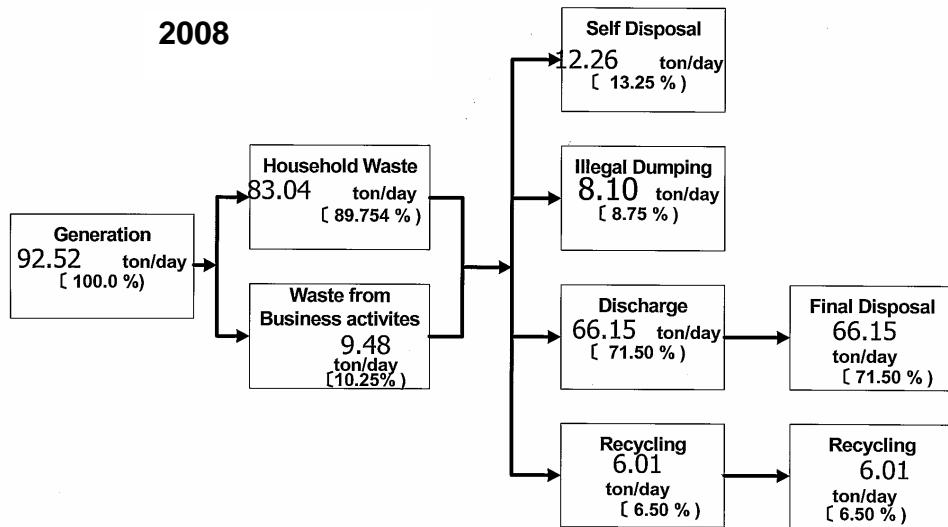 2008
Generation
92.52 ton/day
〔 100.0 %)
Household Waste
83.04 ton/day
〔 89.754 % )
Waste from
Business activites
9.48
ton/day
〔10.25% )
Self Disposal
12.26 ton/day
〔 13.25 % )
Illegal Dumping
8.10 ton/day
〔 8.75 % )
Discharge
66.15 ton/day
〔 71.50 % )
Final Disposal
66.15
ton/day
〔 71.50 % )
Recycling
6.01
ton/day
〔 6.50 % )
Recycling
6.01
ton/day
〔 6.50 % )